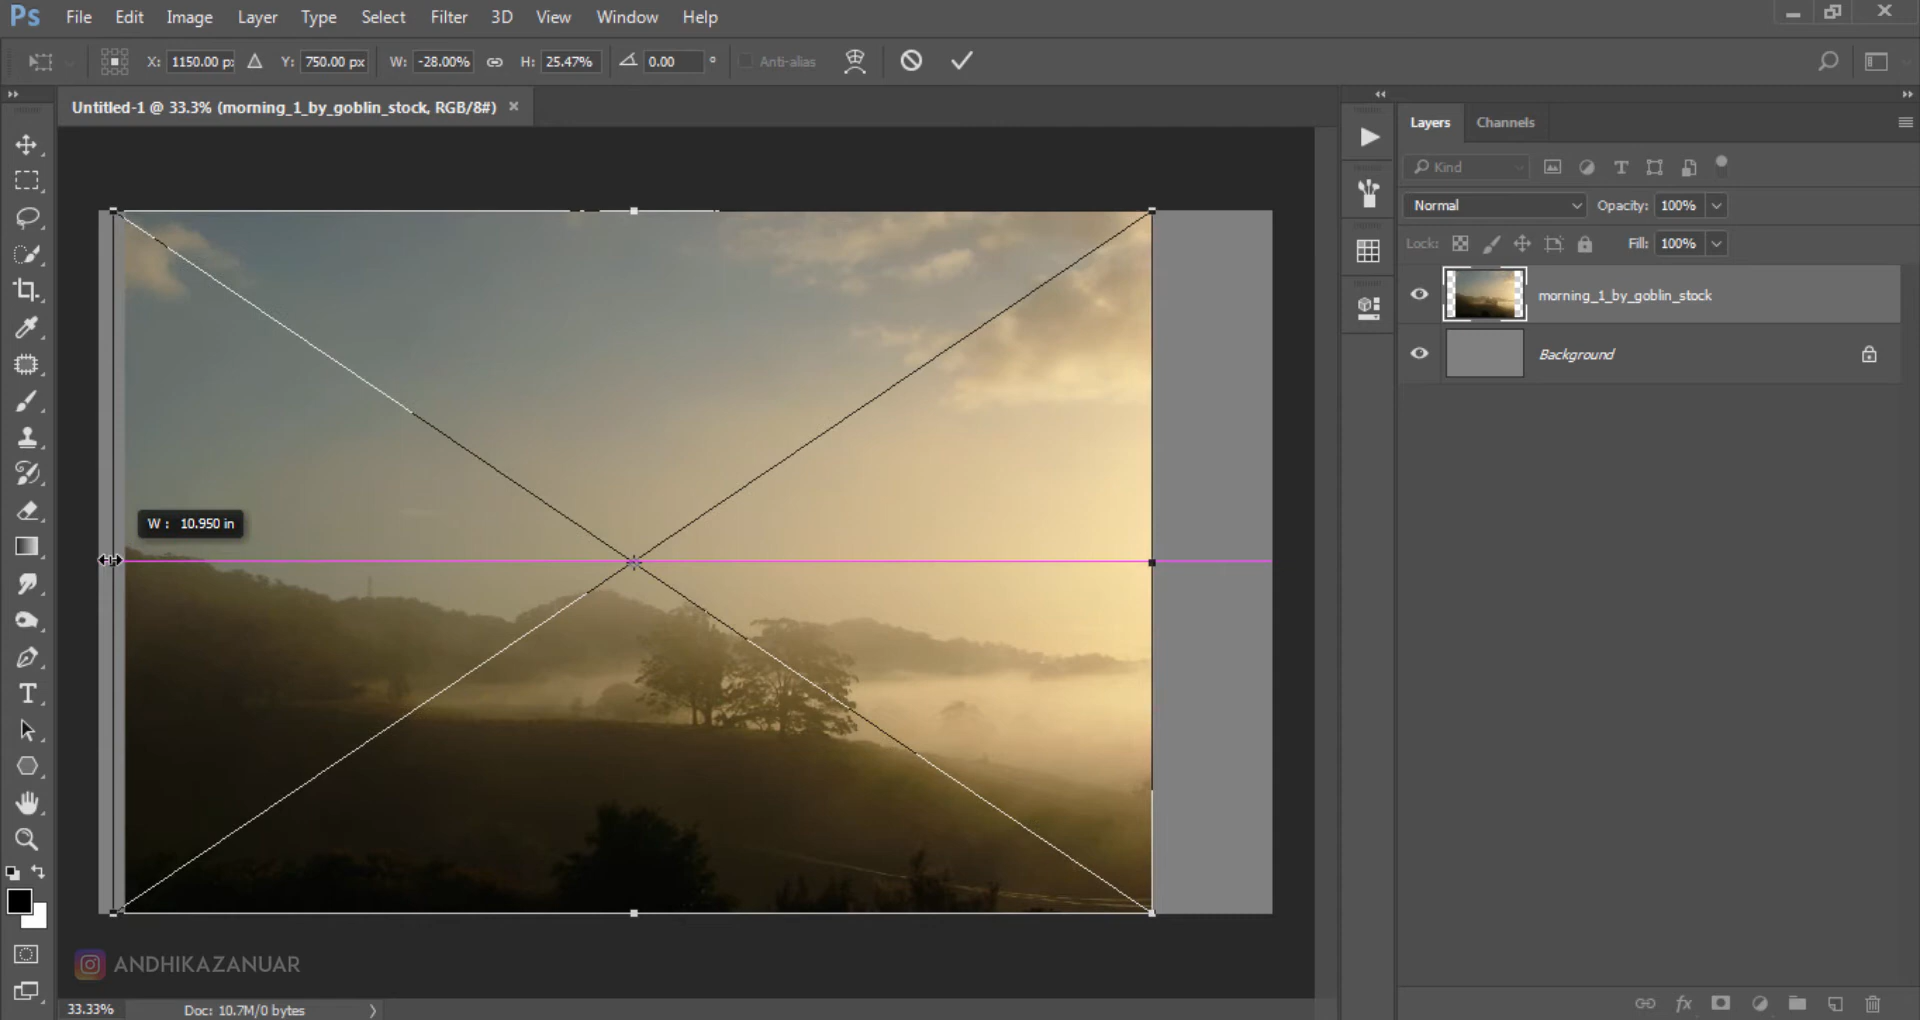 Ps File Edit Image Layer Type Select Filter 3D View Window Help
X: 1150.00 px Y: 750.00 px W: -28.00% H: 25.47% 0.00 ° Anti-alias
Untitled-1 @ 33.3% (morning_1_by_goblin_stock, RGB/8#) ×
Layers Channels
Kind
Normal Opacity: 100%
Lock: Fill: 100%
morning_1_by_goblin_stock
Background
W : 10.950 in
T
ANDHIKAZANUAR
33.33% Doc: 10.7M/0 bytes
fx